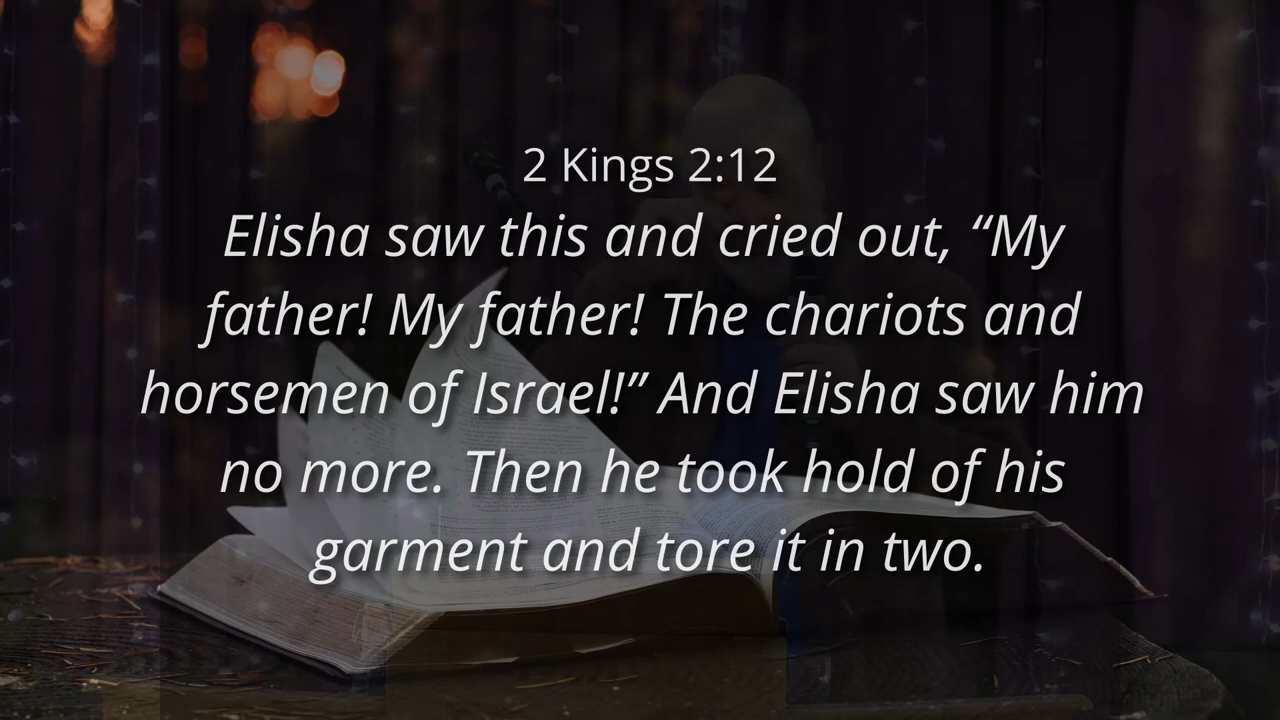 2 Kings 2:12
Elisha saw this and cried out, “My
father! My father! The chariots and
horsemen of Israel!” And Elisha saw him
no more. Then he took hold of his
garment and tore it in two.